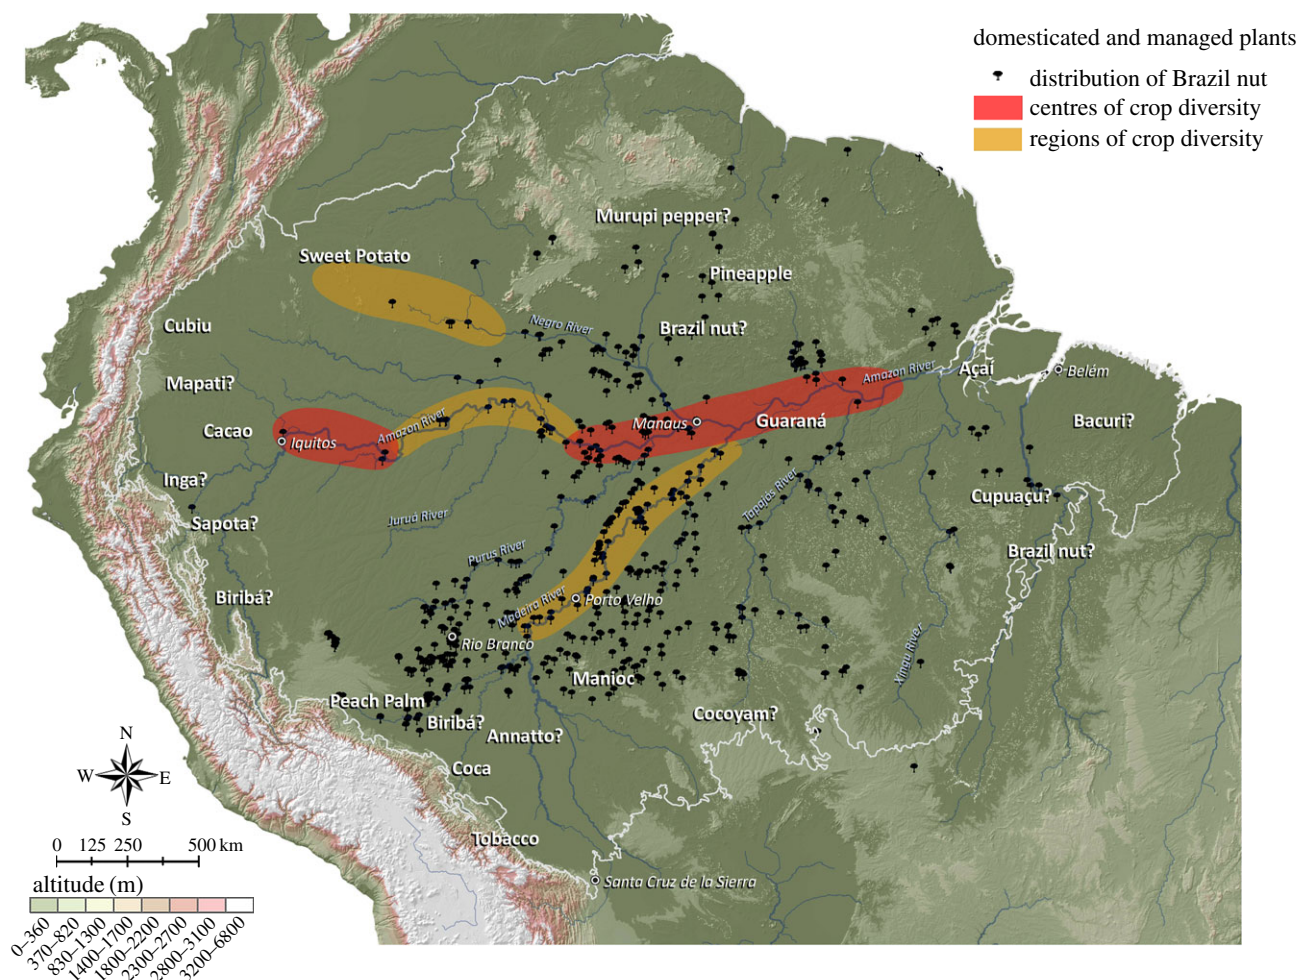 domesticated and managed plants
distribution of Brazil nut
centres of crop diversity
regions of crop diversity
Murupi pepper?
Sweet Potato
Pineapple
Cubiu
Negro River
Brazil nut?
Mapati?
Amazon River
Açaí
Belém
Cacao
Iquitos
Amazon River
Manaus
Guaraná
Bacuri?
Inga?
Sapota?
Juruá River
Tapajós River
Cupuaçu?
Purus River
Brazil nut?
Biribá?
Madeira River
Porto Velho
Rio Branco
Xingu River
Manioc
Peach Palm
Biribá?
Cocoyam?
Annatto?
Coca
Tobacco
Santa Cruz de la Sierra
N
W E
S
0 125 250 500 km
altitude (m)
0–360
370–820
830–1300
1400–1700
1800–2200
2300–2700
2800–3100
3200–6800